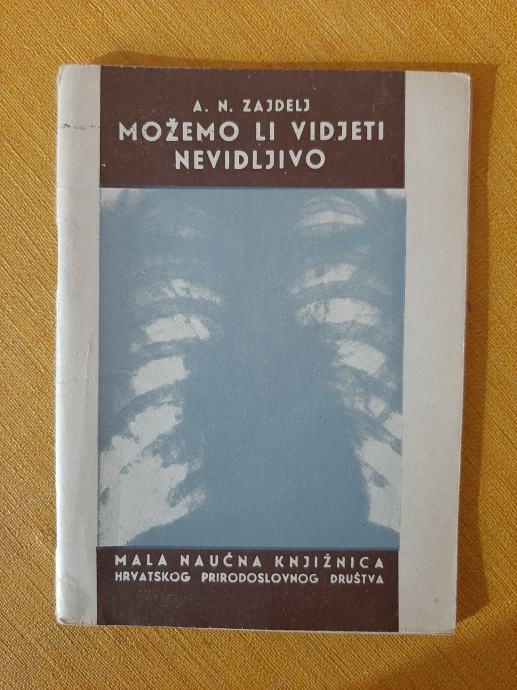 A. N. ZAJDELJ
MOŽEMO LI VIDJETI
NEVIDLJIVO
MALA NAUČNA KNJIŽNICA
HRVATSKOG PRIRODOSLOVNOG DRUŠTVA